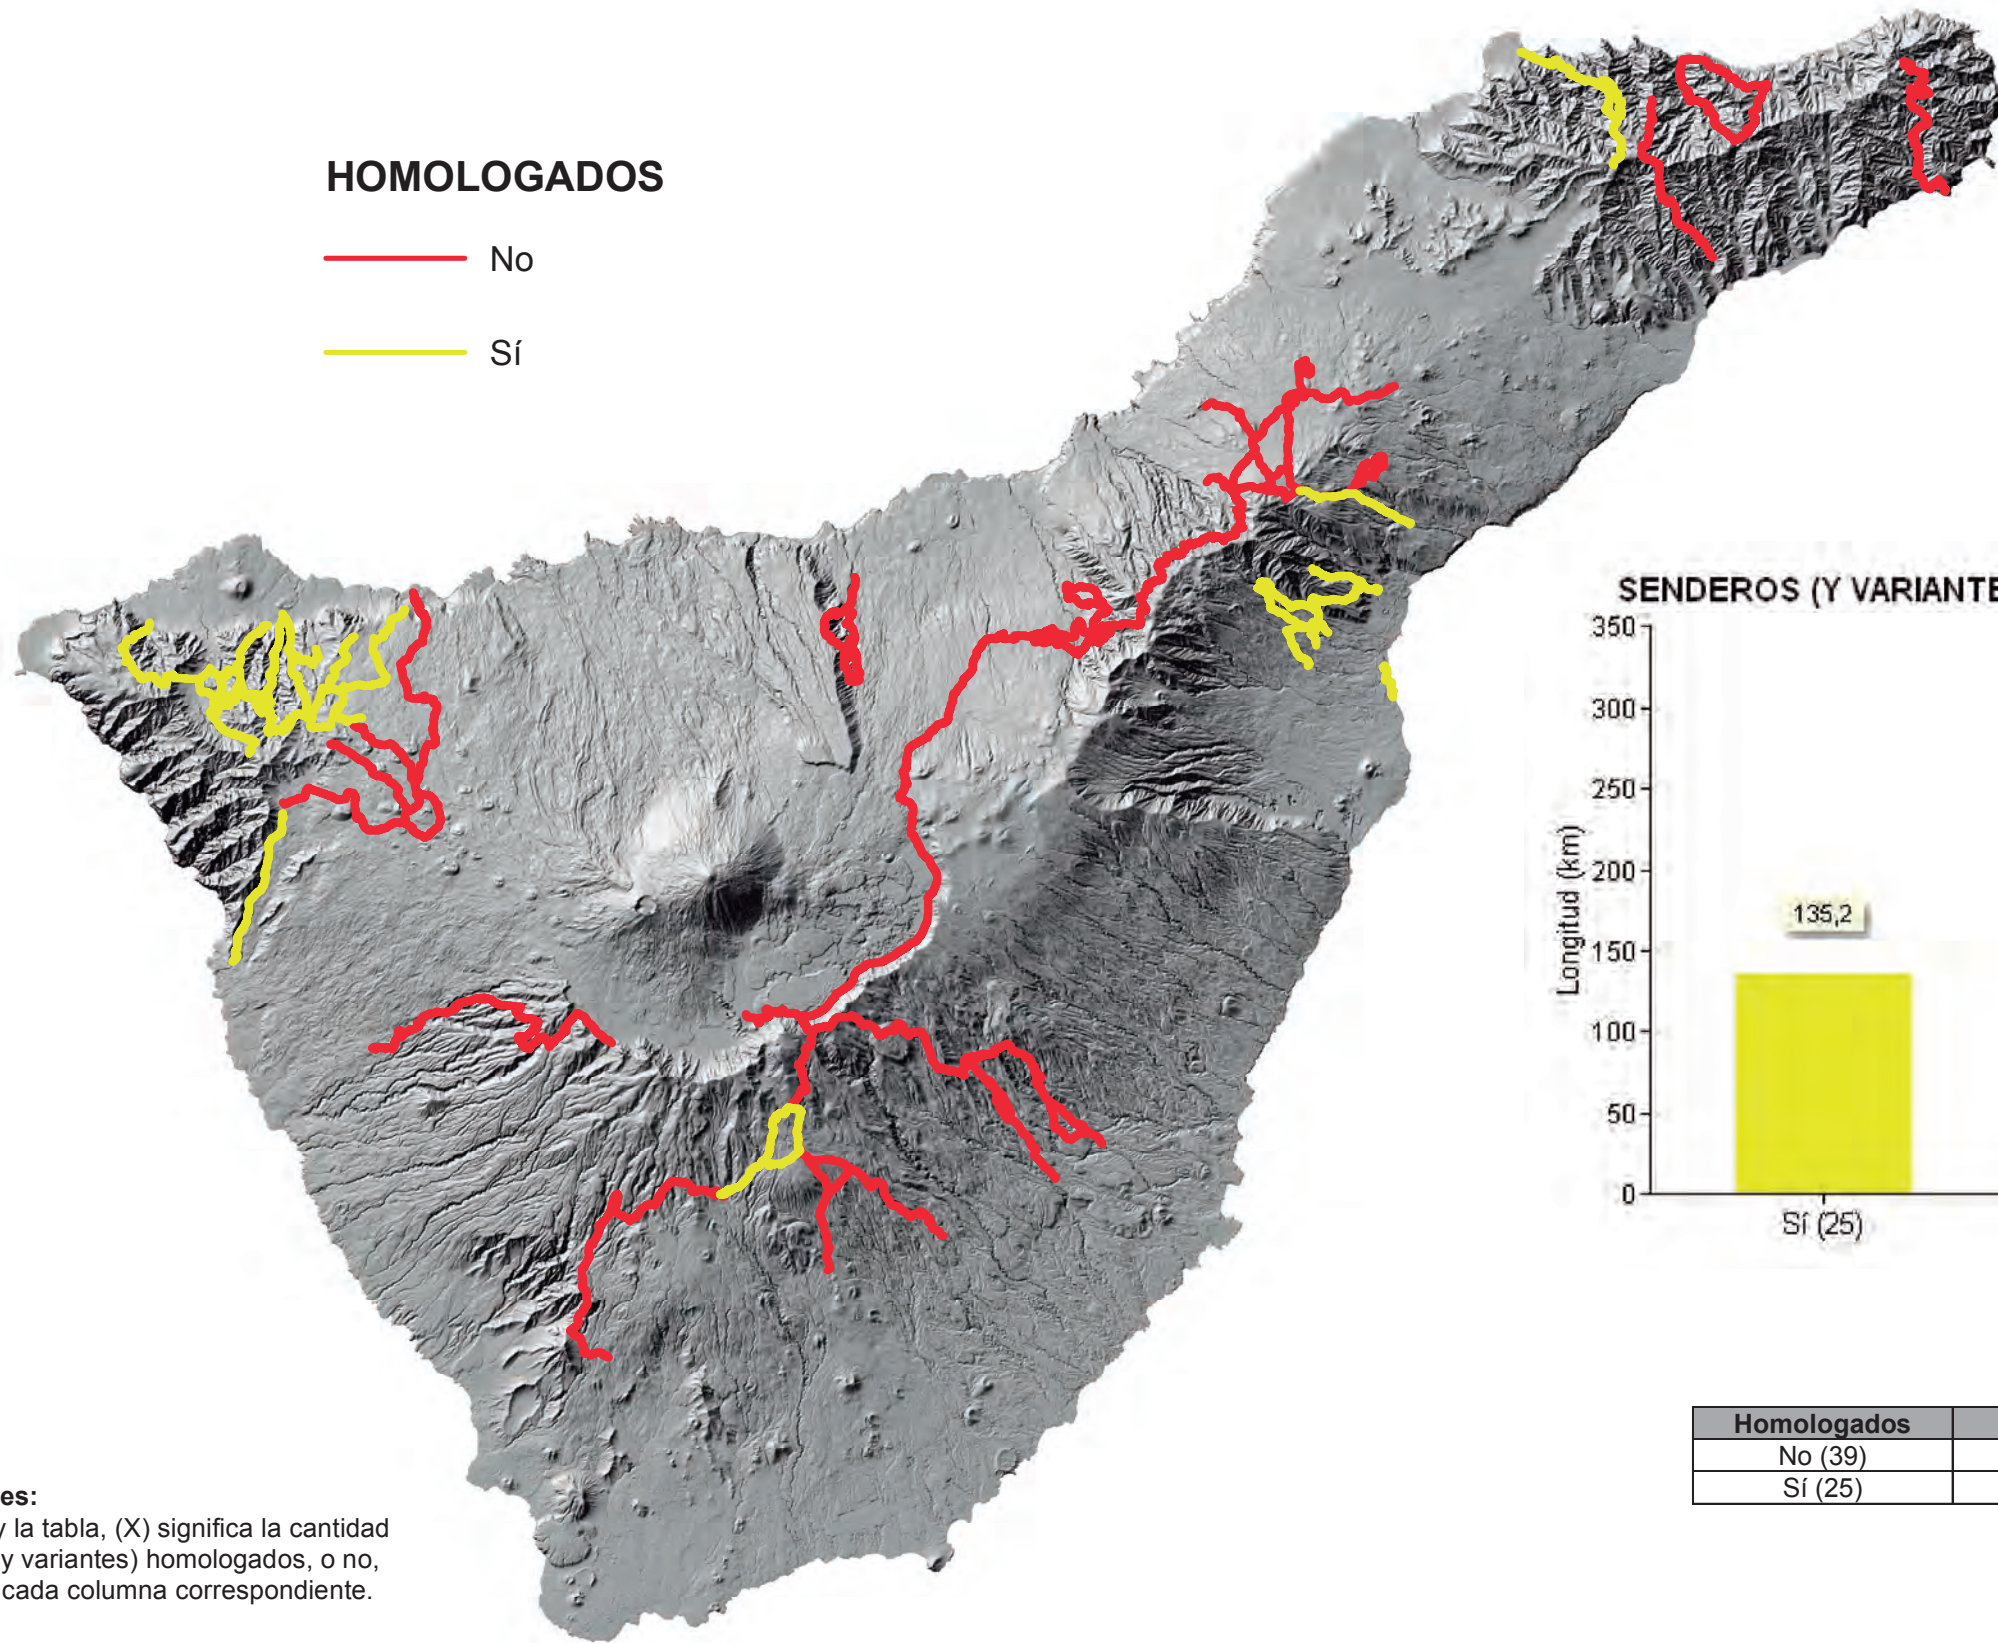 HOMOLOGADOS
No
Sí
SENDEROS (Y VARIANTE
Longitud (km)
350
300
250
200
150
100
50
0
135,2
Sí (25)
Homologados
No (39)
Sí (25)
es:
y la tabla, (X) significa la cantidad
y variantes) homologados, o no,
cada columna correspondiente.